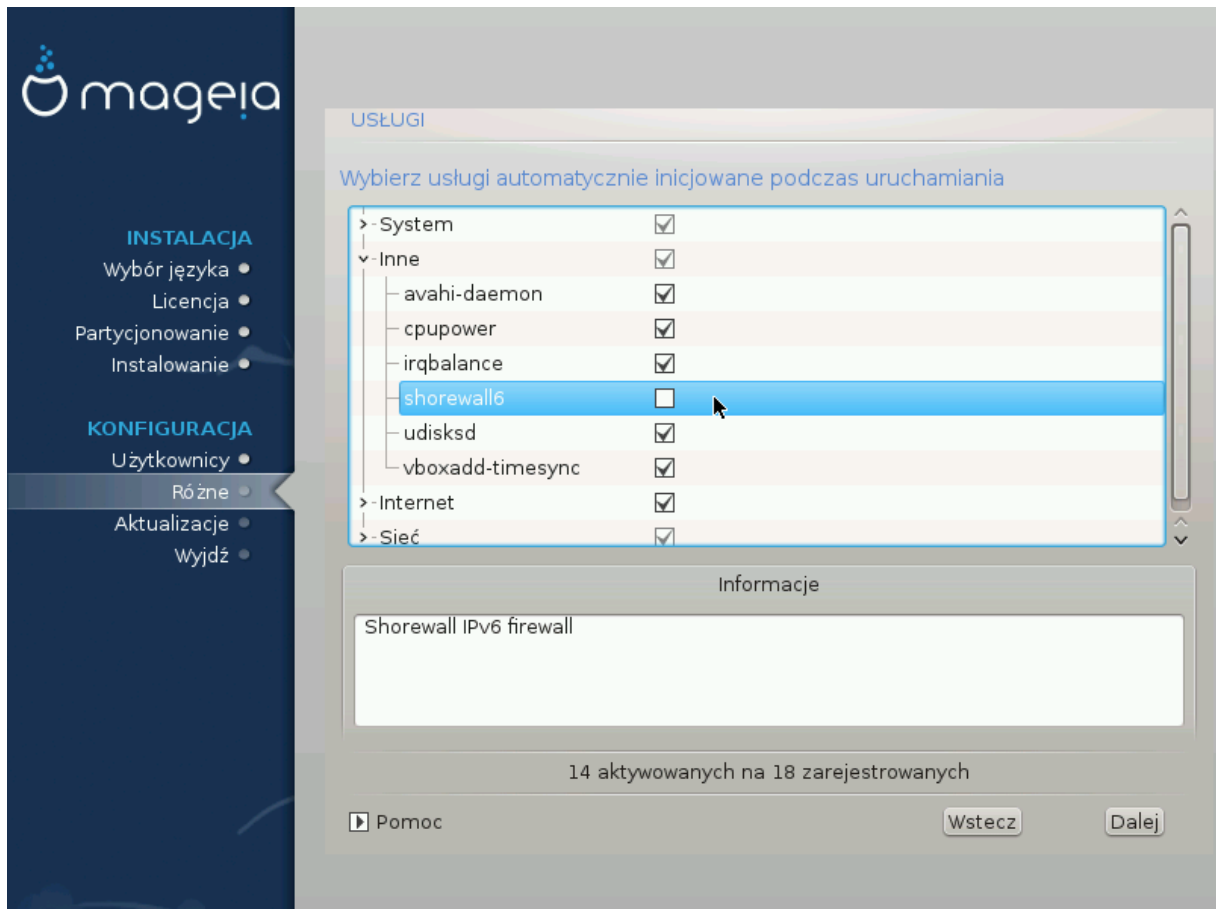 mageia
INSTALACJA
Wybór języka
Licencja
Partycjonowanie
Instalowanie
KONFIGURACJA
Użytkownicy
Różne
Aktualizacje
Wyjdź
USŁUGI
Wybierz usługi automatycznie inicjowane podczas uruchamiania
System
Inne
avahi-daemon
cpupower
irqbalance
shorewall6
udisksd
vboxadd-timesync
Internet
Sieć
Informacje
Shorewall IPv6 firewall
14 aktywowanych na 18 zarejestrowanych
Pomoc
Wstecz
Dalej